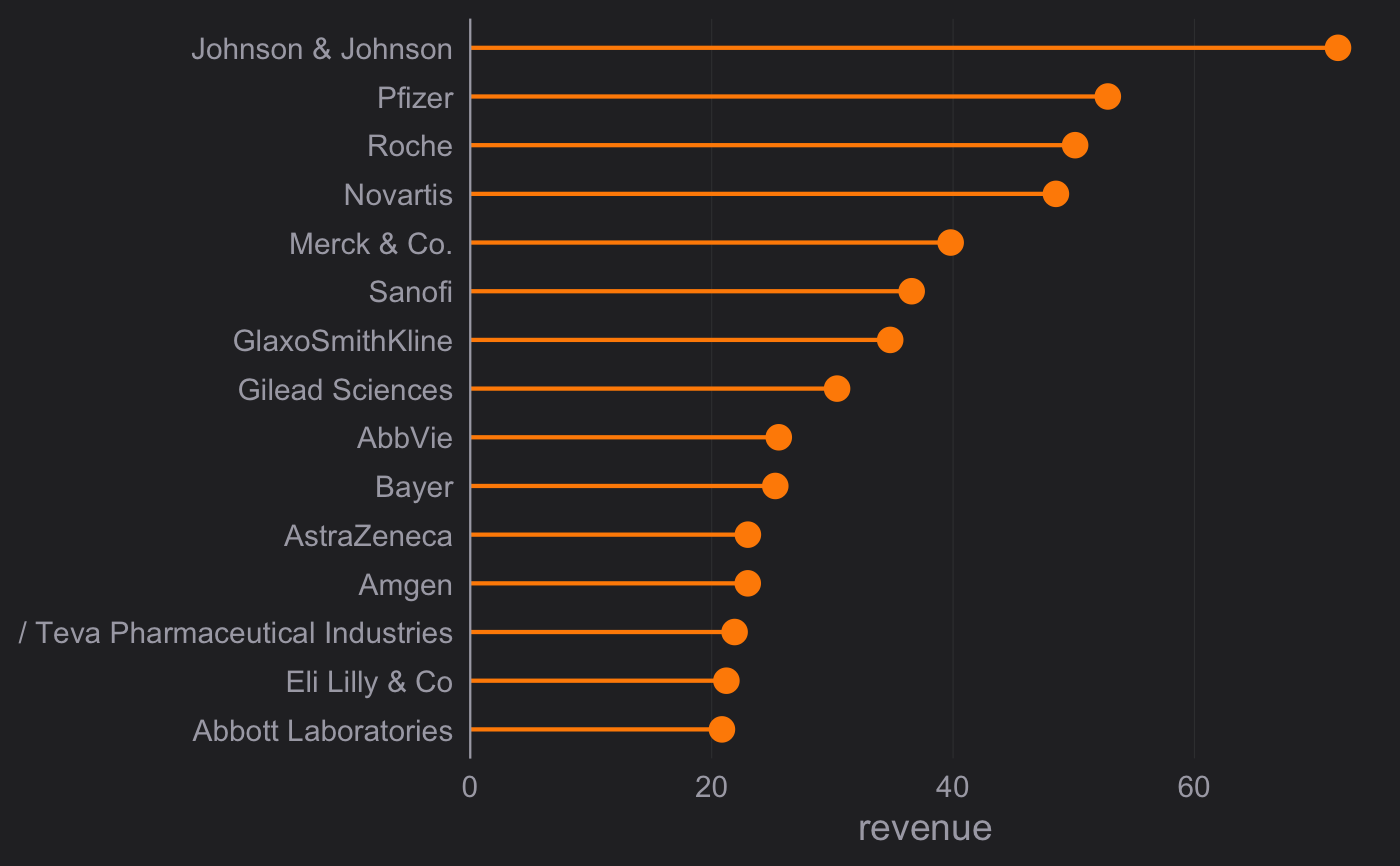 Johnson & Johnson
Pfizer
Roche
Novartis
Merck & Co.
Sanofi
GlaxoSmithKline
Gilead Sciences
AbbVie
Bayer
AstraZeneca
Amgen
/ Teva Pharmaceutical Industries
Eli Lilly & Co
Abbott Laboratories
0 20 40 60
revenue